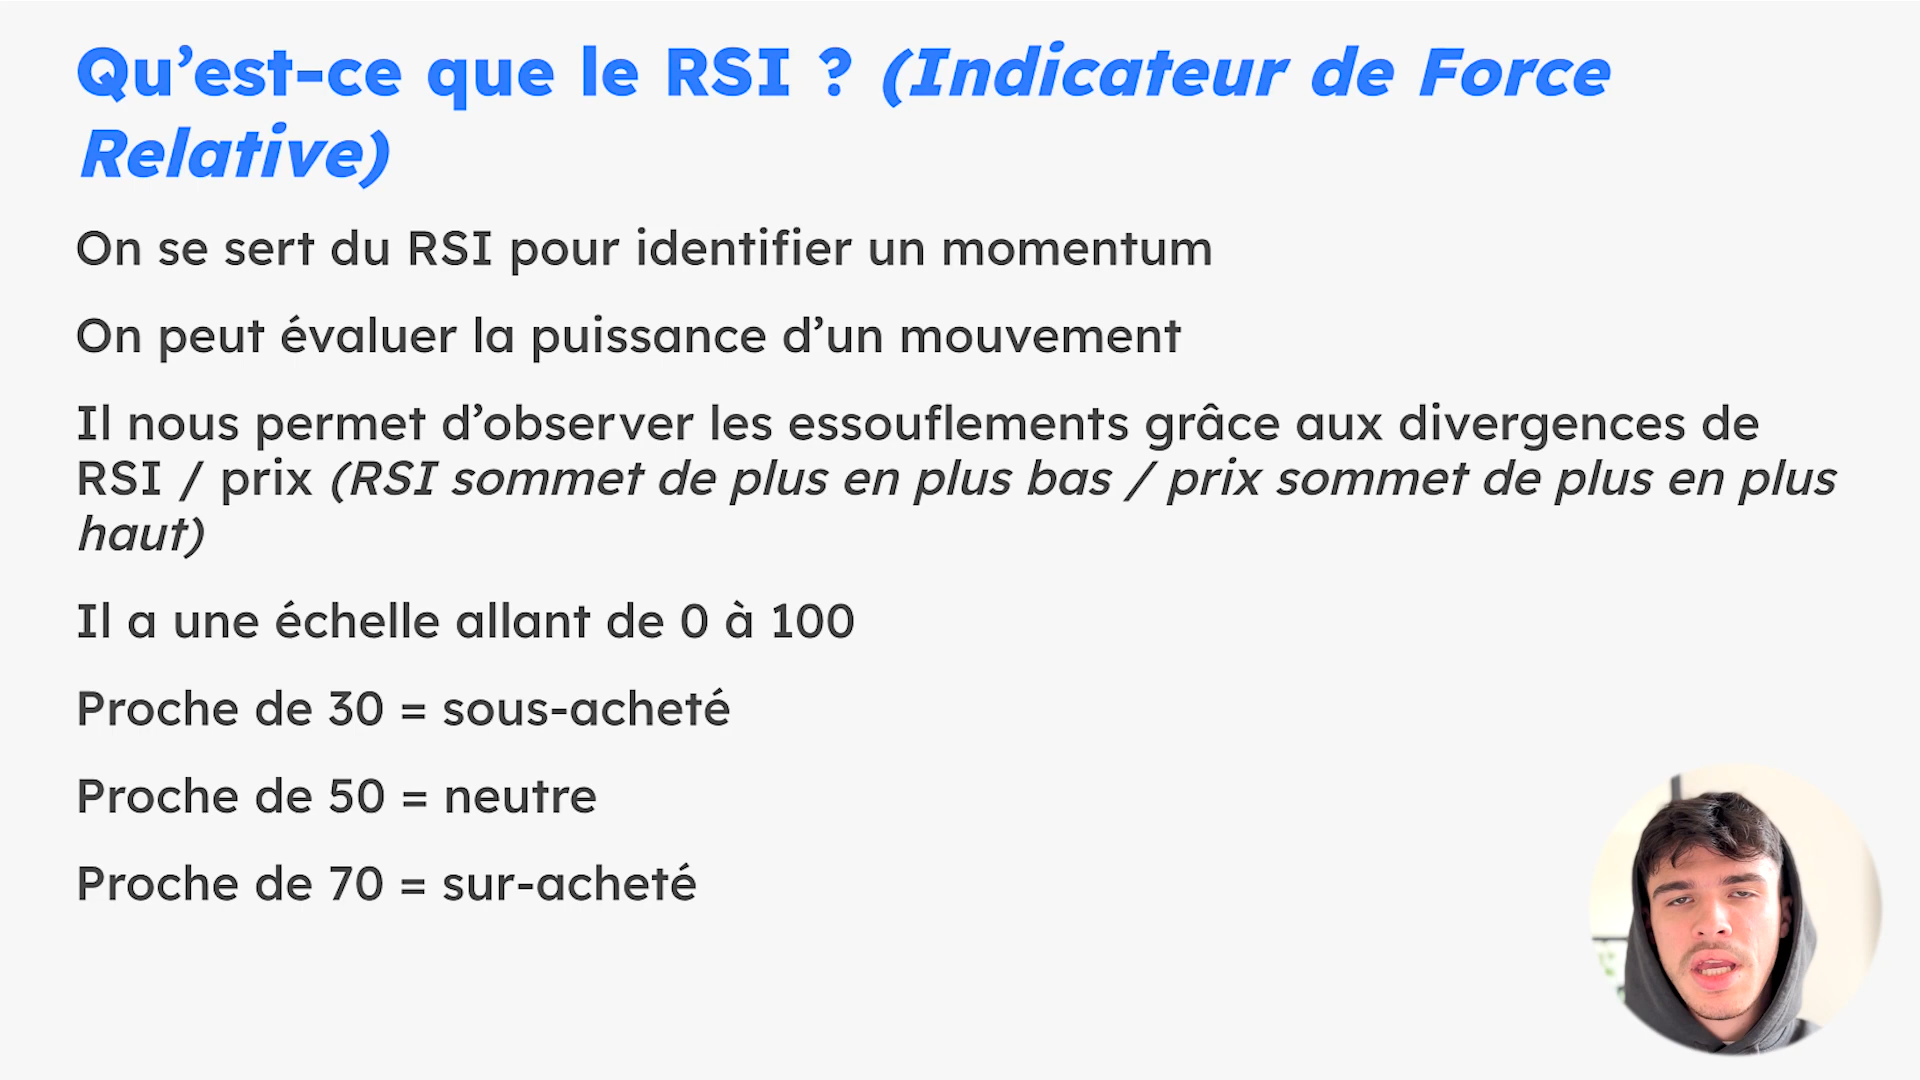 Qu’est-ce que le RSI ? (Indicateur de Force
Relative)
On se sert du RSI pour identifier un momentum
On peut évaluer la puissance d’un mouvement
Il nous permet d’observer les essouflements grâce aux divergences de
RSI / prix (RSI sommet de plus en plus bas / prix sommet de plus en plus
haut)
Il a une échelle allant de 0 à 100
Proche de 30 = sous-acheté
Proche de 50 = neutre
Proche de 70 = sur-acheté